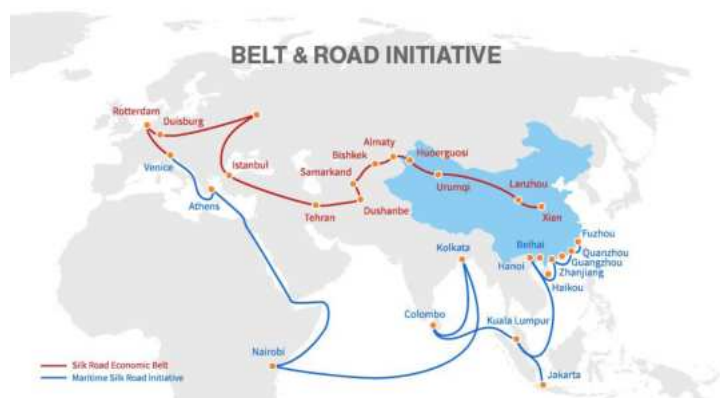 BELT & ROAD INITIATIVE
Rotterdam
Duisburg
Venice
Istanbul
Athens
Almaty
Bishkek
Samarkand
Huoerguosi
Urumqi
Lanzhou
Xien
Dushanbe
Tehran
Fuzhou
Beihai
Quanzhou
Hanoi
Guangzhou
Zhanjiang
Haikou
Kolkata
Colombo
Kuala Lumpur
Nairobi
Jakarta
Silk Road Economic Belt
Maritime Silk Road Initiative